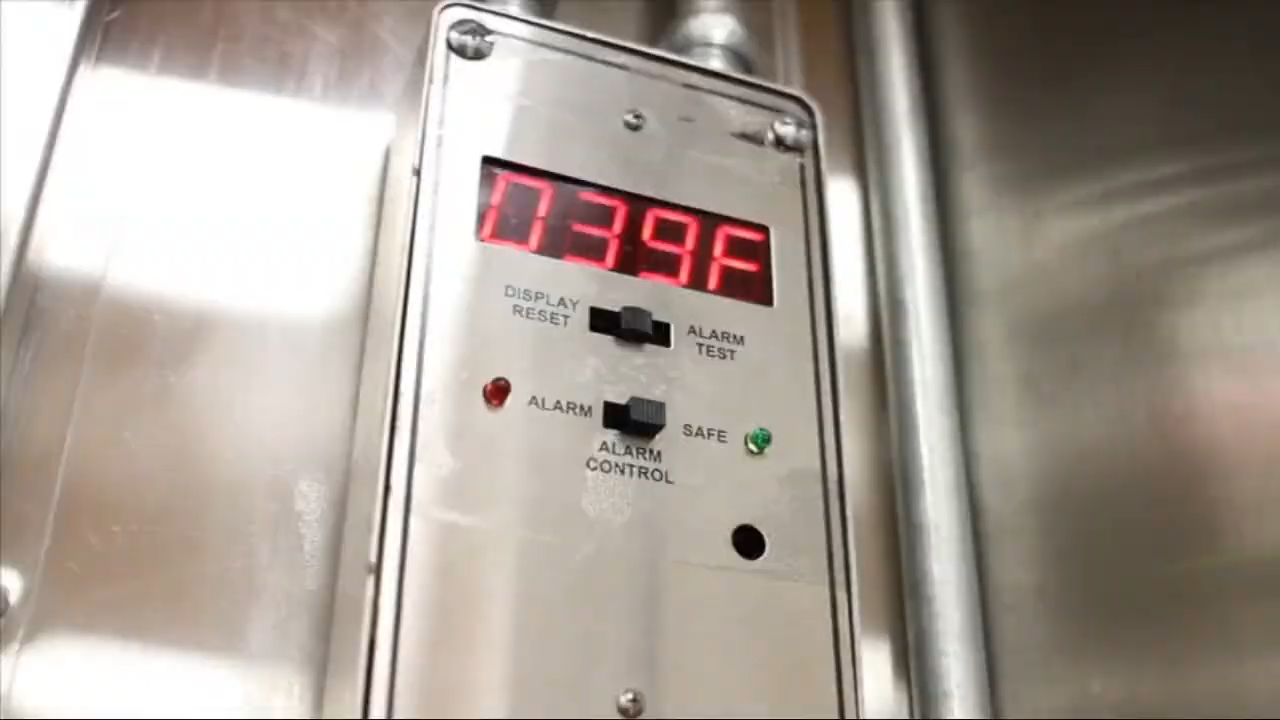 039F
DISPLAY
RESET
ALARM
TEST
ALARM
SAFE
ALARM
CONTROL